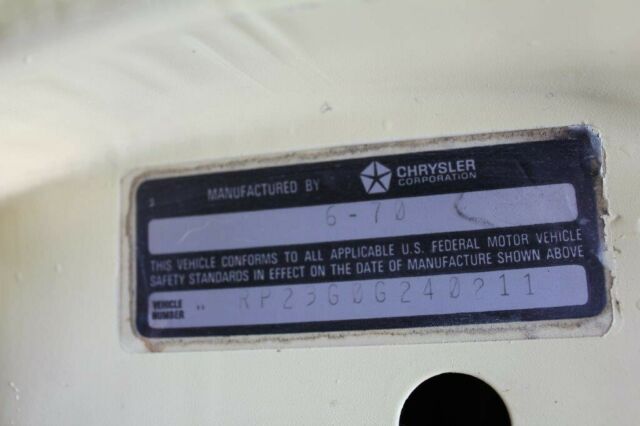 MANUFACTURED BY CHRYSLER CORPORATION
6-70
THIS VEHICLE CONFORMS TO ALL APPLICABLE U.S. FEDERAL MOTOR VEHICLE
SAFETY STANDARDS IN EFFECT ON THE DATE OF MANUFACTURE SHOWN ABOVE
VEHICLE NUMBER RP23G0G240211